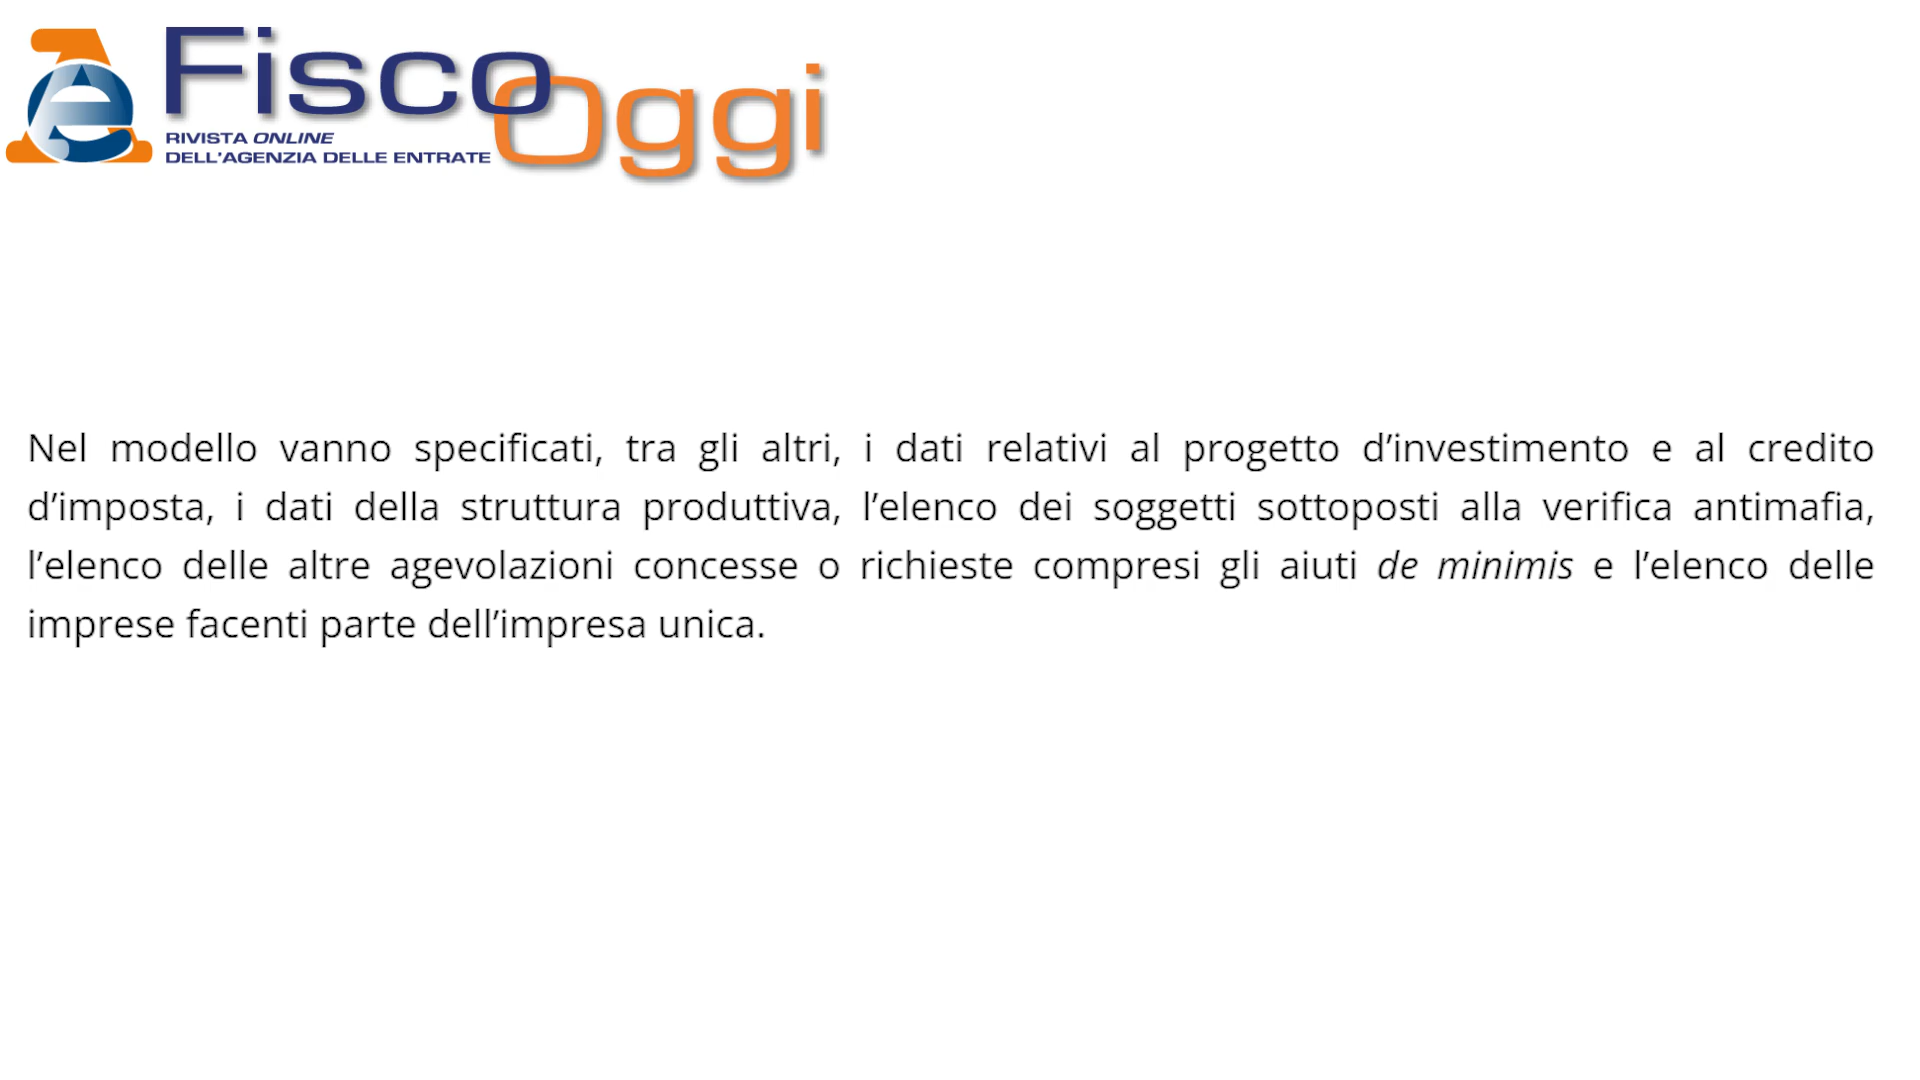 Fisco
Oggi
RIVISTA ONLINE
DELL'AGENZIA DELLE ENTRATE
Nel modello vanno specificati, tra gli altri, i dati relativi al progetto d’investimento e al credito
d’imposta, i dati della struttura produttiva, l’elenco dei soggetti sottoposti alla verifica antimafia,
l’elenco delle altre agevolazioni concesse o richieste compresi gli aiuti de minimis e l’elenco delle
imprese facenti parte dell’impresa unica.